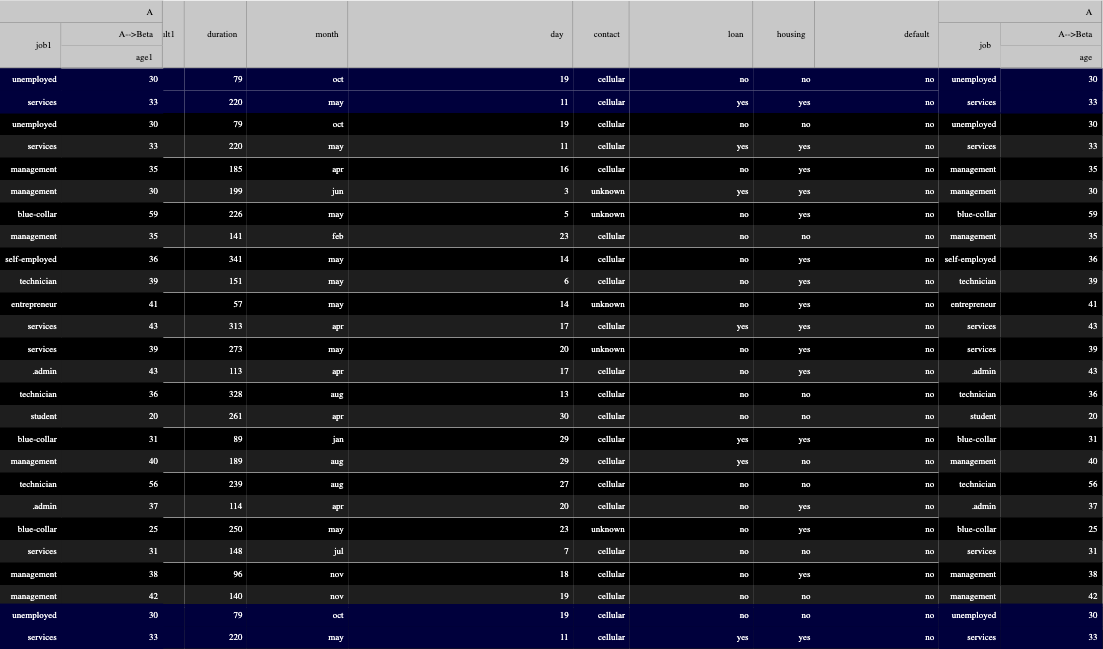 A A
A-->Beta A-->Beta
job1 ult1 duration month day contact loan housing default job
age1 age
unemployed 30 79 oct 19 cellular no no no unemployed 30
services 33 220 may 11 cellular yes yes no services 33
unemployed 30 79 oct 19 cellular no no no unemployed 30
services 33 220 may 11 cellular yes yes no services 33
management 35 185 apr 16 cellular no yes no management 35
management 30 199 jun 3 unknown yes yes no management 30
blue-collar 59 226 may 5 unknown no yes no blue-collar 59
management 35 141 feb 23 cellular no no no management 35
self-employed 36 341 may 14 cellular no yes no self-employed 36
technician 39 151 may 6 cellular no yes no technician 39
entrepreneur 41 57 may 14 unknown no yes no entrepreneur 41
services 43 313 apr 17 cellular yes yes no services 43
services 39 273 may 20 unknown no yes no services 39
.admin 43 113 apr 17 cellular no yes no .admin 43
technician 36 328 aug 13 cellular no no no technician 36
student 20 261 apr 30 cellular no no no student 20
blue-collar 31 89 jan 29 cellular yes yes no blue-collar 31
management 40 189 aug 29 cellular yes no no management 40
technician 56 239 aug 27 cellular no no no technician 56
.admin 37 114 apr 20 cellular no yes no .admin 37
blue-collar 25 250 may 23 unknown no yes no blue-collar 25
services 31 148 jul 7 cellular no no no services 31
management 38 96 nov 18 cellular no yes no management 38
management 42 140 nov 19 cellular no no no management 42
unemployed 30 79 oct 19 cellular no no no unemployed 30
services 33 220 may 11 cellular yes yes no services 33